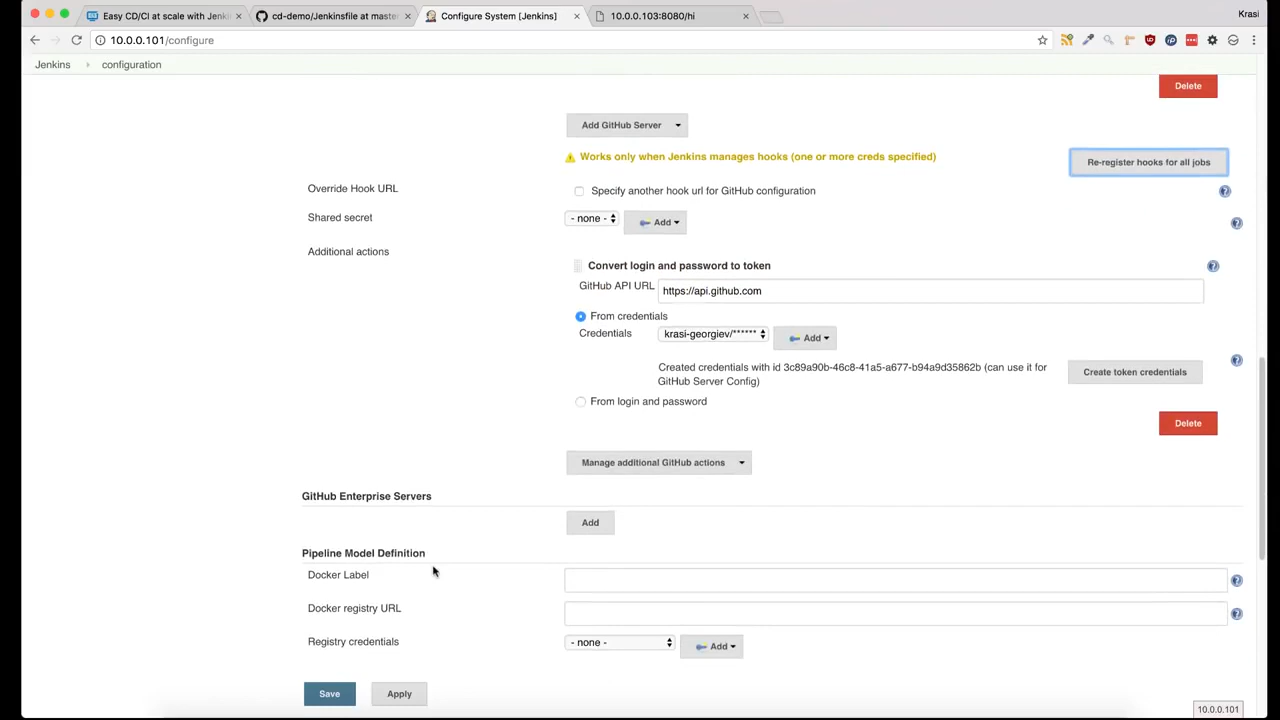 Easy CD/CI at scale with Jenki
cd-demo/Jenkinsfile at master
Configure System [Jenkins]
10.0.0.103:8080/hi
Krasi
10.0.0.101/configure
Jenkins
configuration
Delete
Add GitHub Server
Works only when Jenkins manages hooks (one or more creds specified)
Re-register hooks for all jobs
Override Hook URL
Specify another hook url for GitHub configuration
Shared secret
- none -
Add
Additional actions
Convert login and password to token
GitHub API URL
https://api.github.com
From credentials
Credentials
krasi-georgiev/******
Add
Created credentials with id 3c89a90b-46c8-41a5-a677-b94a9d35862b (can use it for
GitHub Server Config)
Create token credentials
From login and password
Delete
Manage additional GitHub actions
GitHub Enterprise Servers
Add
Pipeline Model Definition
Docker Label
Docker registry URL
Registry credentials
- none -
Add
Save
Apply
10.0.0.101